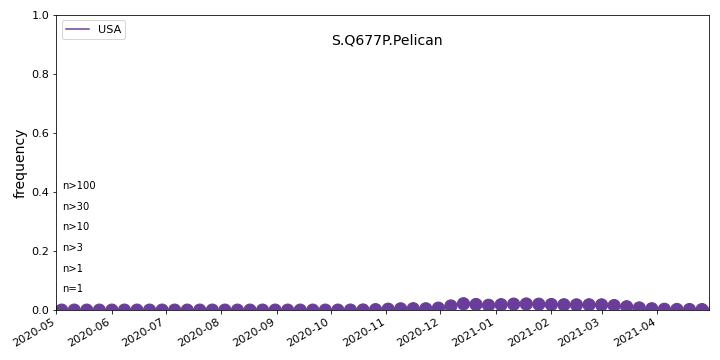 S.Q677P.Pelican
USA
frequency
1.0
0.8
0.6
0.4
0.2
0.0
n>100
n>30
n>10
n>3
n>1
n=1
2020-05
2020-06
2020-07
2020-08
2020-09
2020-10
2020-11
2020-12
2021-01
2021-02
2021-03
2021-04